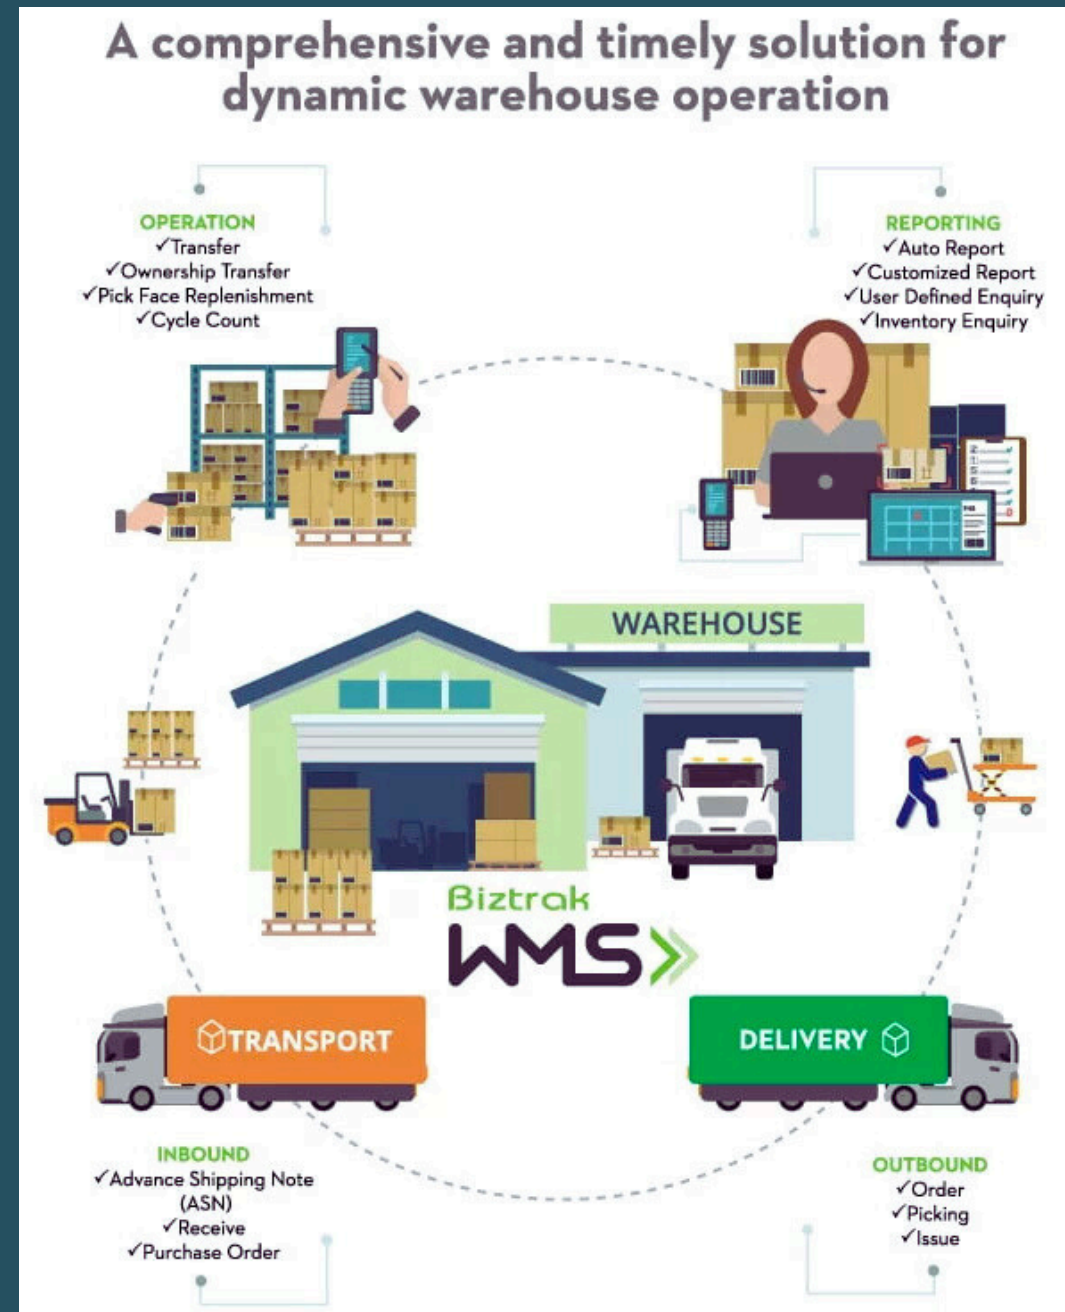 A comprehensive and timely solution for
dynamic warehouse operation
OPERATION
✓Transfer
✓Ownership Transfer
✓Pick Face Replenishment
✓Cycle Count
REPORTING
✓Auto Report
✓Customized Report
✓User Defined Enquiry
✓Inventory Enquiry
WAREHOUSE
Biztrak
WMS
TRANSPORT
DELIVERY
INBOUND
✓Advance Shipping Note
(ASN)
✓Receive
✓Purchase Order
OUTBOUND
✓Order
✓Picking
✓Issue